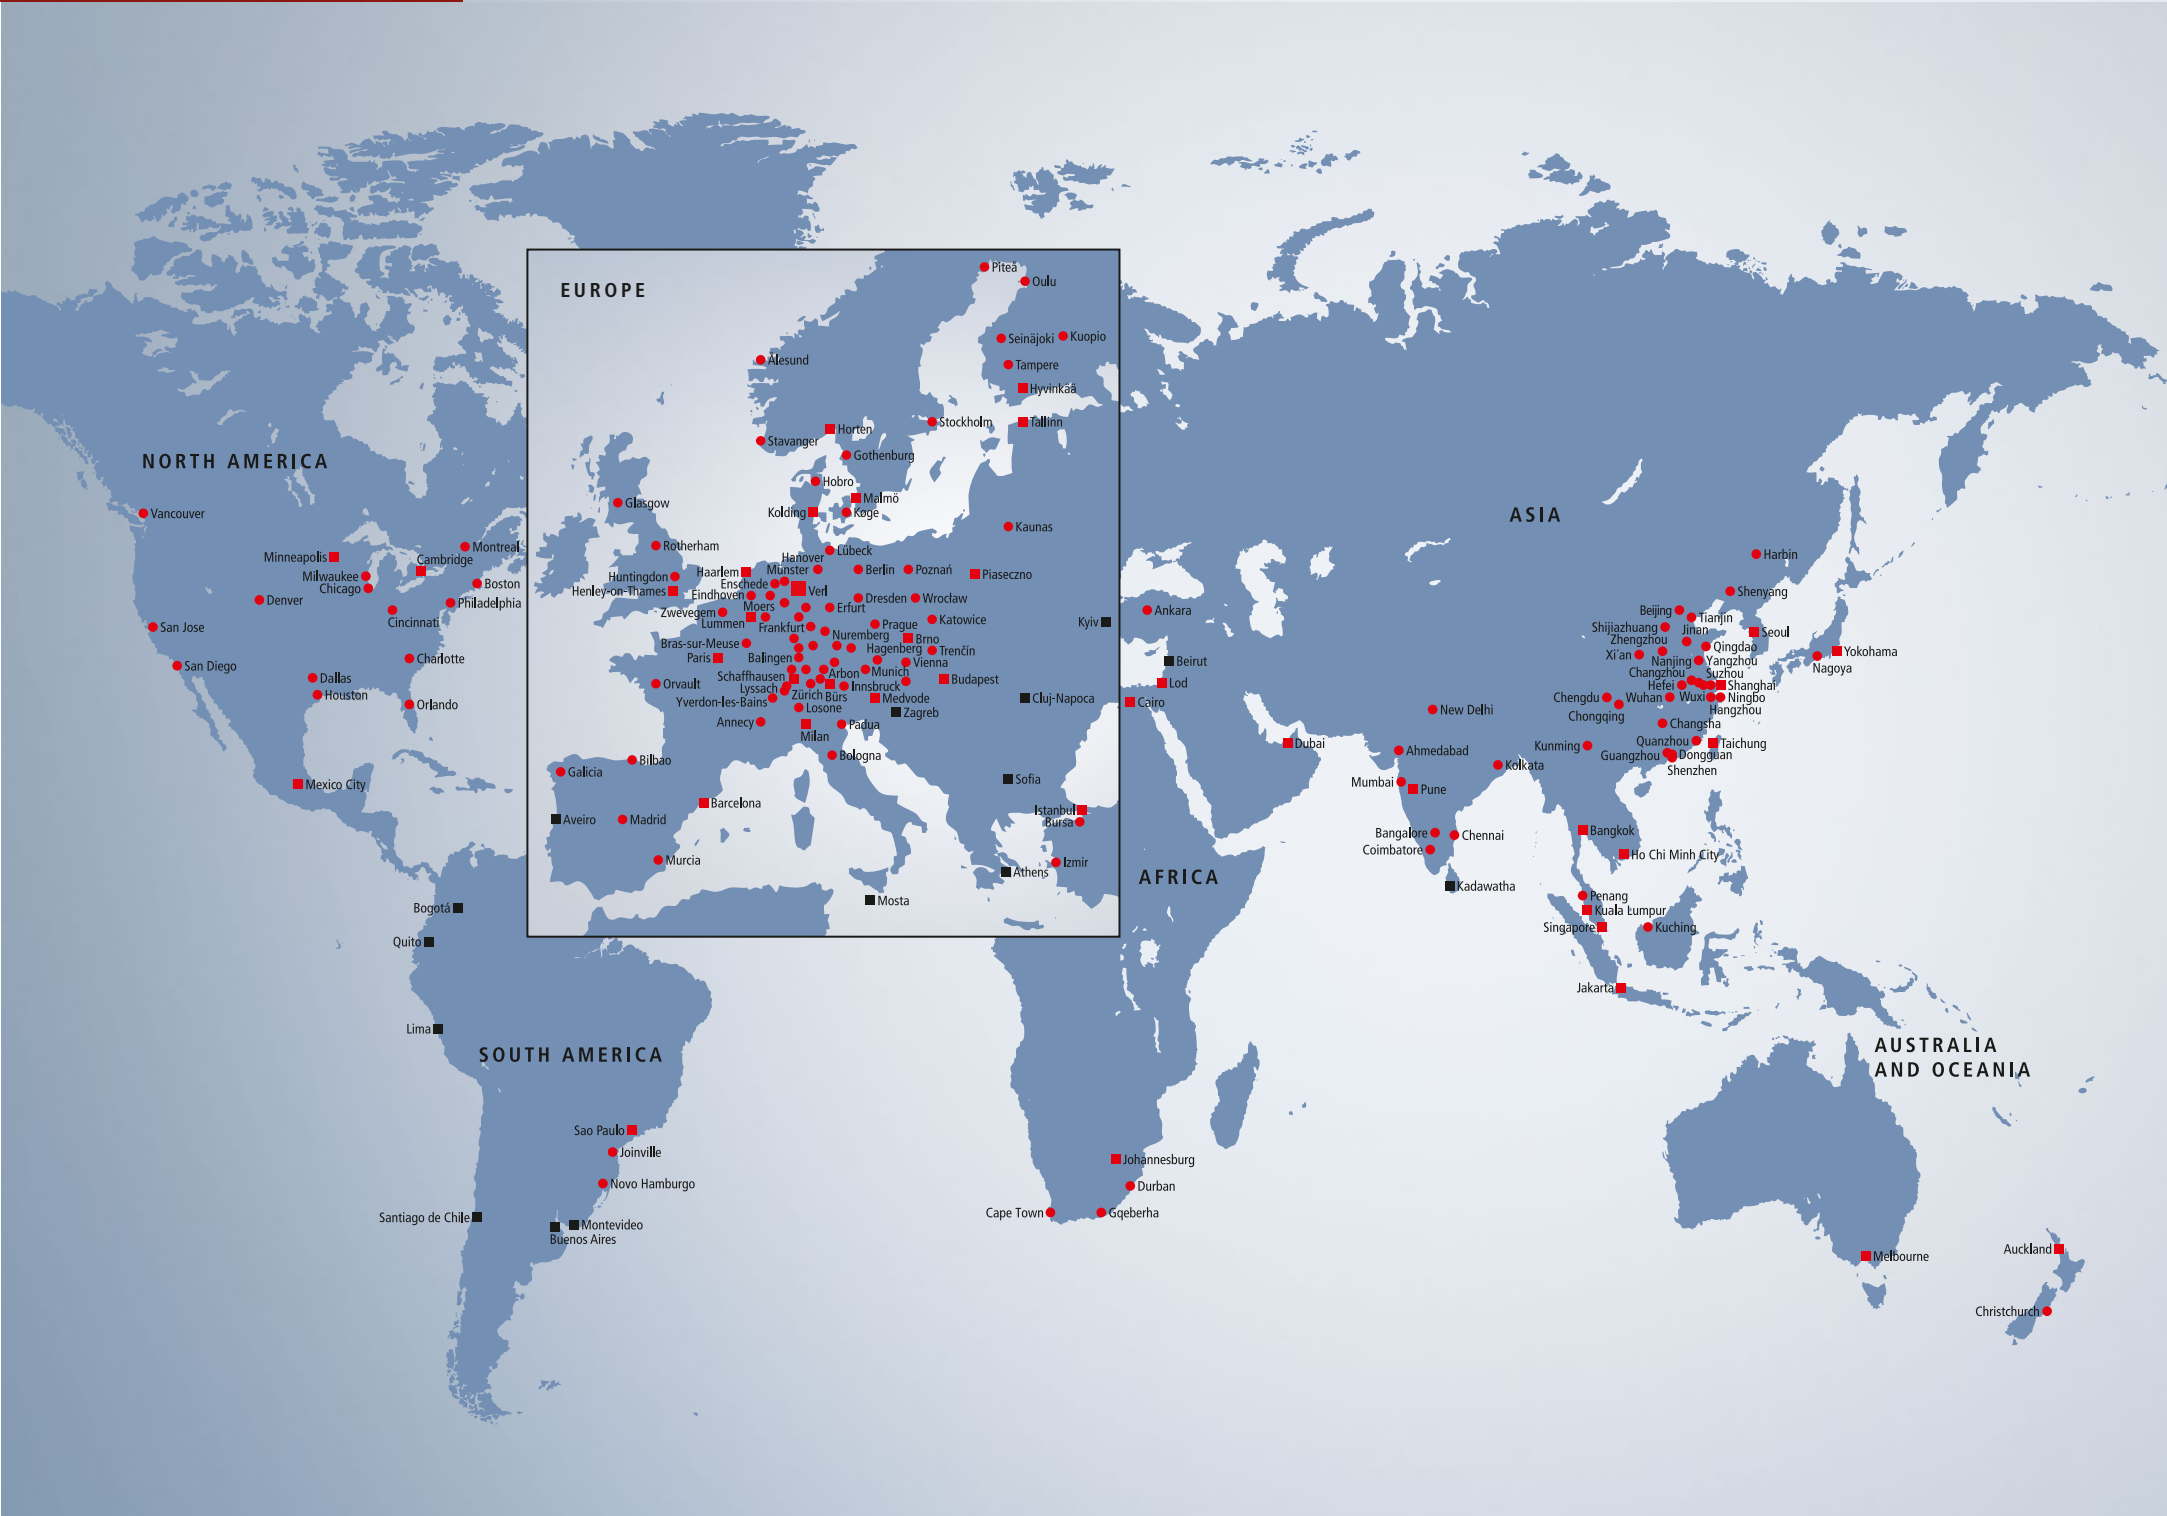 EUROPE
Piteå
Oulu
Seinäjoki
Kuopio
Ålesund
Tampere
Hyvinkää
Horten
Stockholm
Tallinn
Stavanger
Gothenburg
Hobro
Malmö
Glasgow
Kolding
Køge
Kaunas
Rotherham
Lübeck
Hanover
Münster
Berlin
Poznań
Piaseczno
Haarlem
Huntingdon
Enschede
Verl
Henley-on-Thames
Eindhoven
Dresden
Wrocław
Moers
Erfurt
Zwevegem
Lummen
Frankfurt
Prague
Katowice
Kyiv
Nuremberg
Brno
Bras-sur-Meuse
Hagenberg
Trenčín
Paris
Balingen
Vienna
Arbon
Munich
Schaffhausen
Budapest
Orvault
Lyssach
Innsbruck
Zürich
Bürs
Medvode
Cluj-Napoca
Yverdon-les-Bains
Losone
Zagreb
Annecy
Milan
Padua
Bologna
Bilbao
Galicia
Sofia
Barcelona
Istanbul
Aveiro
Madrid
Bursa
Murcia
Izmir
Athens
Mosta
NORTH AMERICA
Vancouver
Montreal
Minneapolis
Cambridge
Milwaukee
Chicago
Boston
Denver
Philadelphia
Cincinnati
San Jose
San Diego
Charlotte
Dallas
Houston
Orlando
Mexico City
SOUTH AMERICA
Bogotá
Quito
Lima
Sao Paulo
Joinville
Novo Hamburgo
Santiago de Chile
Montevideo
Buenos Aires
AFRICA
Cairo
Johannesburg
Durban
Cape Town
Gqeberha
ASIA
Ankara
Beirut
Lod
Dubai
New Delhi
Ahmedabad
Kolkata
Mumbai
Pune
Bangalore
Chennai
Coimbatore
Kadawatha
Harbin
Shenyang
Beijing
Tianjin
Shijiazhuang
Jinan
Seoul
Zhengzhou
Qingdao
Xi’an
Nanjing
Yangzhou
Yokohama
Nagoya
Changzhou
Suzhou
Hefei
Shanghai
Chengdu
Wuhan
Wuxi
Ningbo
Hangzhou
Chongqing
Changsha
Kunming
Quanzhou
Taichung
Guangzhou
Dongguan
Shenzhen
Bangkok
Ho Chi Minh City
Penang
Kuala Lumpur
Singapore
Kuching
Jakarta
AUSTRALIA
AND OCEANIA
Melbourne
Auckland
Christchurch